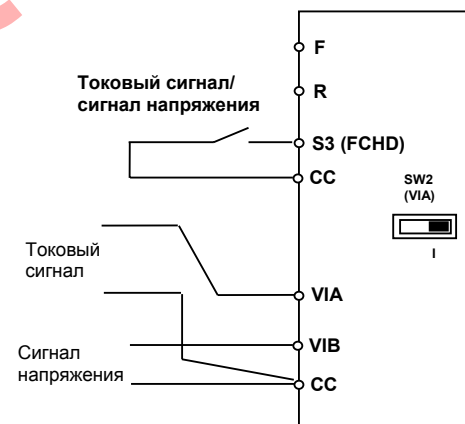 F
R
Токовый сигнал/
сигнал напряжения
S3 (FCHD)
CC
SW2
(VIA)
I
Токовый
сигнал
VIA
VIB
Сигнал
напряжения
CC